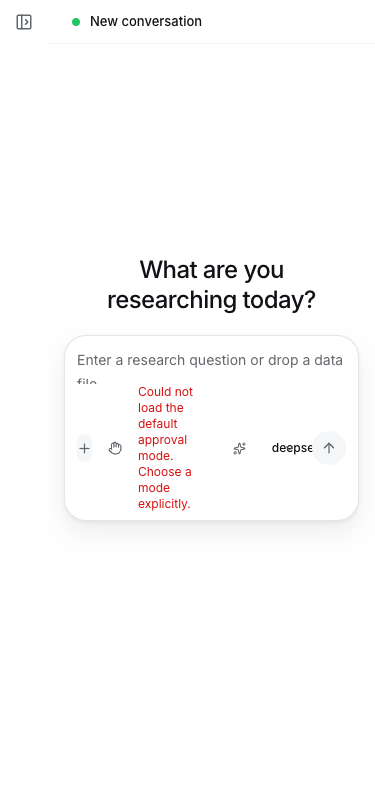 New conversation
What are you
researching today?
Enter a research question or drop a data
file
Could not
load the
default
approval
mode.
Choose a
mode
explicitly.
deepse